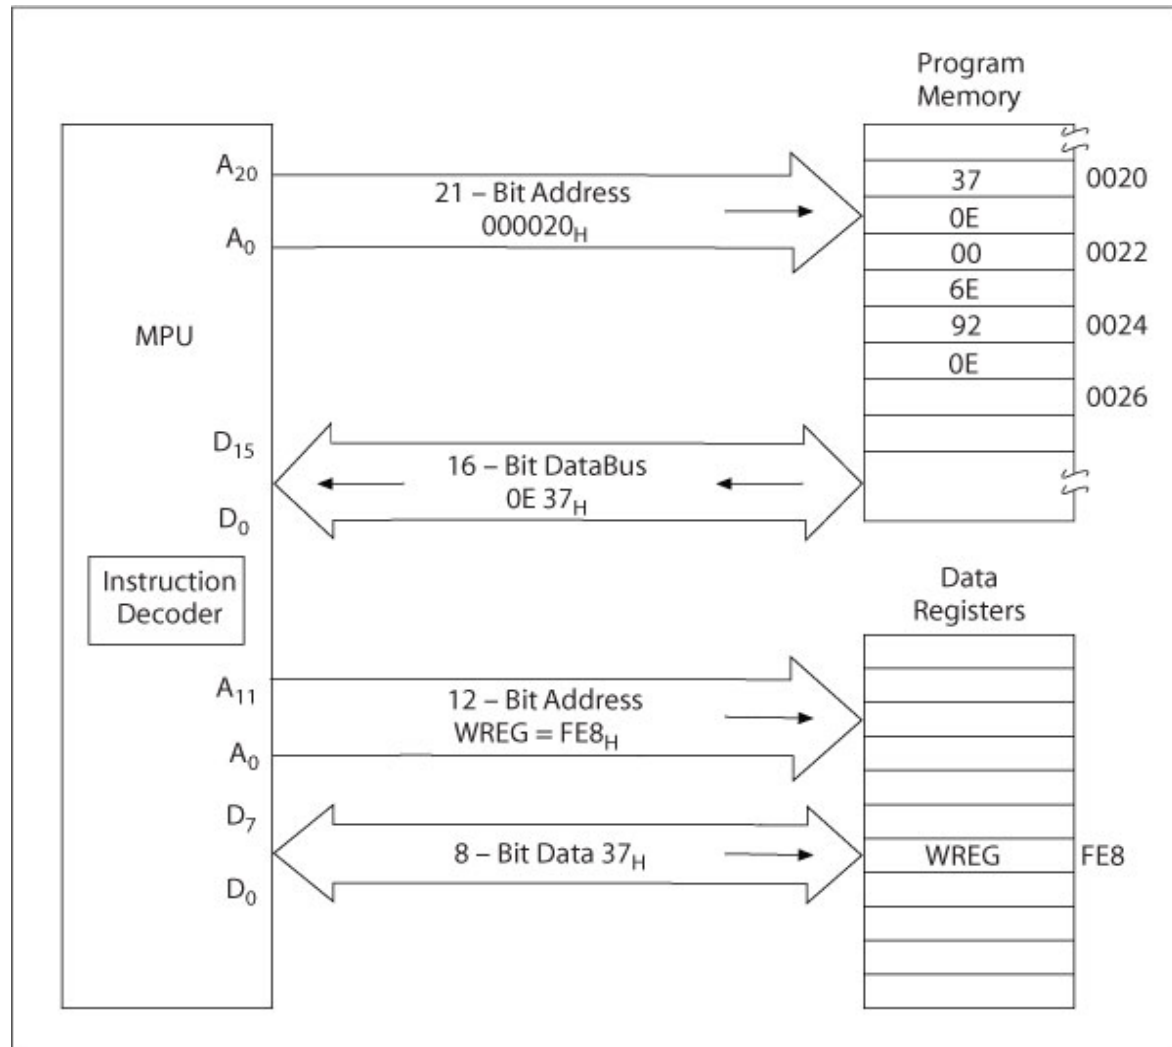 Program
Memory
A20
21 – Bit Address
000020H
A0
37
0020
0E
00
0022
6E
92
0024
0E
0026
MPU
D15
16 – Bit DataBus
0E 37H
D0
Instruction
Decoder
Data
Registers
A11
12 – Bit Address
WREG = FE8H
A0
D7
8 – Bit Data 37H
D0
WREG
FE8